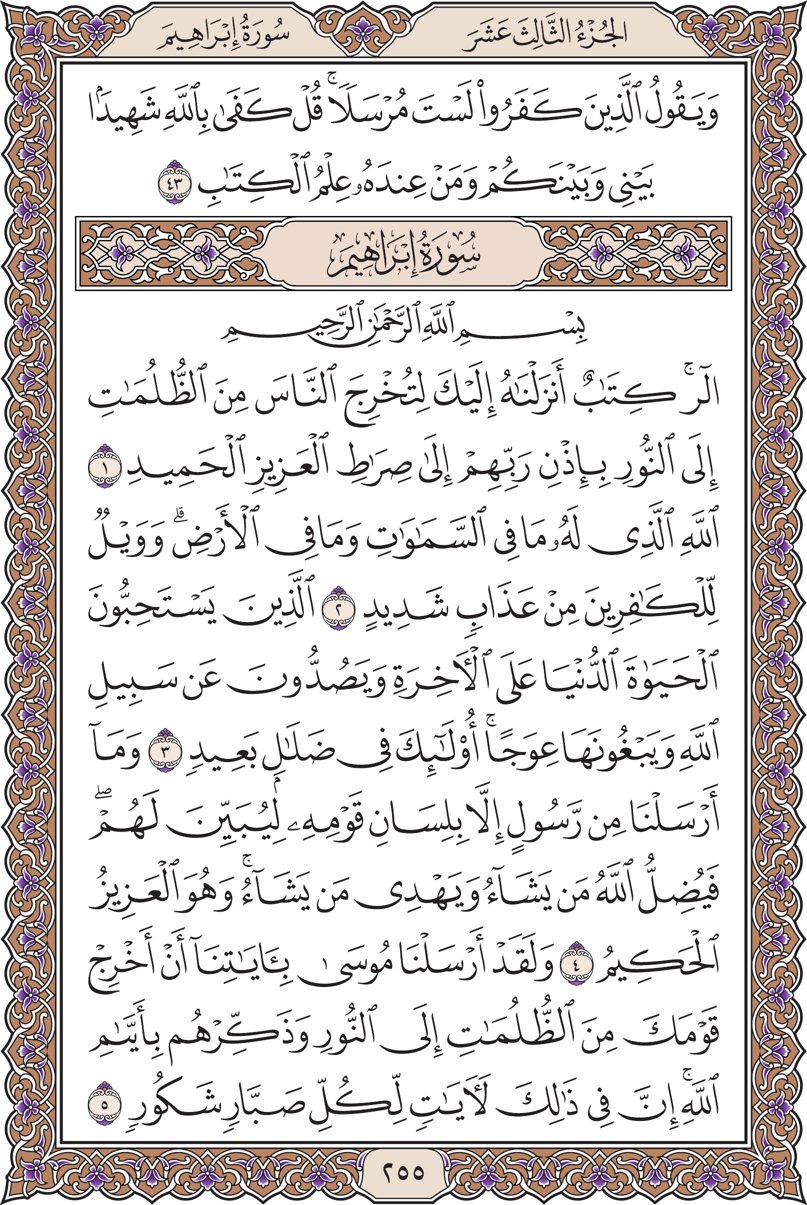 الجُزْءُ الثَّالِثَ عَشَرَ
سُورَةُ إِبْرَاهِيم
وَيَقُولُ ٱلَّذِينَ كَفَرُواْ لَسْتَ مُرْسَلًاۚ قُلْ كَفَىٰ بِٱللَّهِ شَهِيدَۢا
بَيْنِي وَبَيْنَكُمْ وَمَنْ عِندَهُۥ عِلْمُ ٱلْكِتَٰبِ ٤٣
سُورَةُ إِبْرَاهِيم
بِسْمِ ٱللَّهِ ٱلرَّحْمَٰنِ ٱلرَّحِيمِ
الٓرۚ كِتَٰبٌ أَنزَلْنَٰهُ إِلَيْكَ لِتُخْرِجَ ٱلنَّاسَ مِنَ ٱلظُّلُمَٰتِ
إِلَى ٱلنُّورِ بِإِذْنِ رَبِّهِمْ إِلَىٰ صِرَٰطِ ٱلْعَزِيزِ ٱلْحَمِيدِ ١
ٱللَّهِ ٱلَّذِي لَهُۥ مَا فِي ٱلسَّمَٰوَٰتِ وَمَا فِي ٱلْأَرْضِۗ وَوَيْلٌ
لِّلْكَٰفِرِينَ مِنْ عَذَابٖ شَدِيدٍ ٢ ٱلَّذِينَ يَسْتَحِبُّونَ
ٱلْحَيَوٰةَ ٱلدُّنْيَا عَلَى ٱلْأٓخِرَةِ وَيَصُدُّونَ عَن سَبِيلِ
ٱللَّهِ وَيَبْغُونَهَا عِوَجًاۚ أُوْلَٰٓئِكَ فِي ضَلَٰلِۭ بَعِيدٖ ٣ وَمَآ
أَرْسَلْنَا مِن رَّسُولٍ إِلَّا بِلِسَانِ قَوْمِهِۦ لِيُبَيِّنَ لَهُمْۖ
فَيُضِلُّ ٱللَّهُ مَن يَشَآءُ وَيَهْدِي مَن يَشَآءُۚ وَهُوَ ٱلْعَزِيزُ
ٱلْحَكِيمُ ٤ وَلَقَدْ أَرْسَلْنَا مُوسَىٰ بِـَٔايَٰتِنَآ أَنْ أَخْرِجْ
قَوْمَكَ مِنَ ٱلظُّلُمَٰتِ إِلَى ٱلنُّورِ وَذَكِّرْهُم بِأَيَّىٰمِ
ٱللَّهِۚ إِنَّ فِي ذَٰلِكَ لَأٓيَٰتٖ لِّكُلِّ صَبَّارٖ شَكُورٖ ٥
٢٥٥